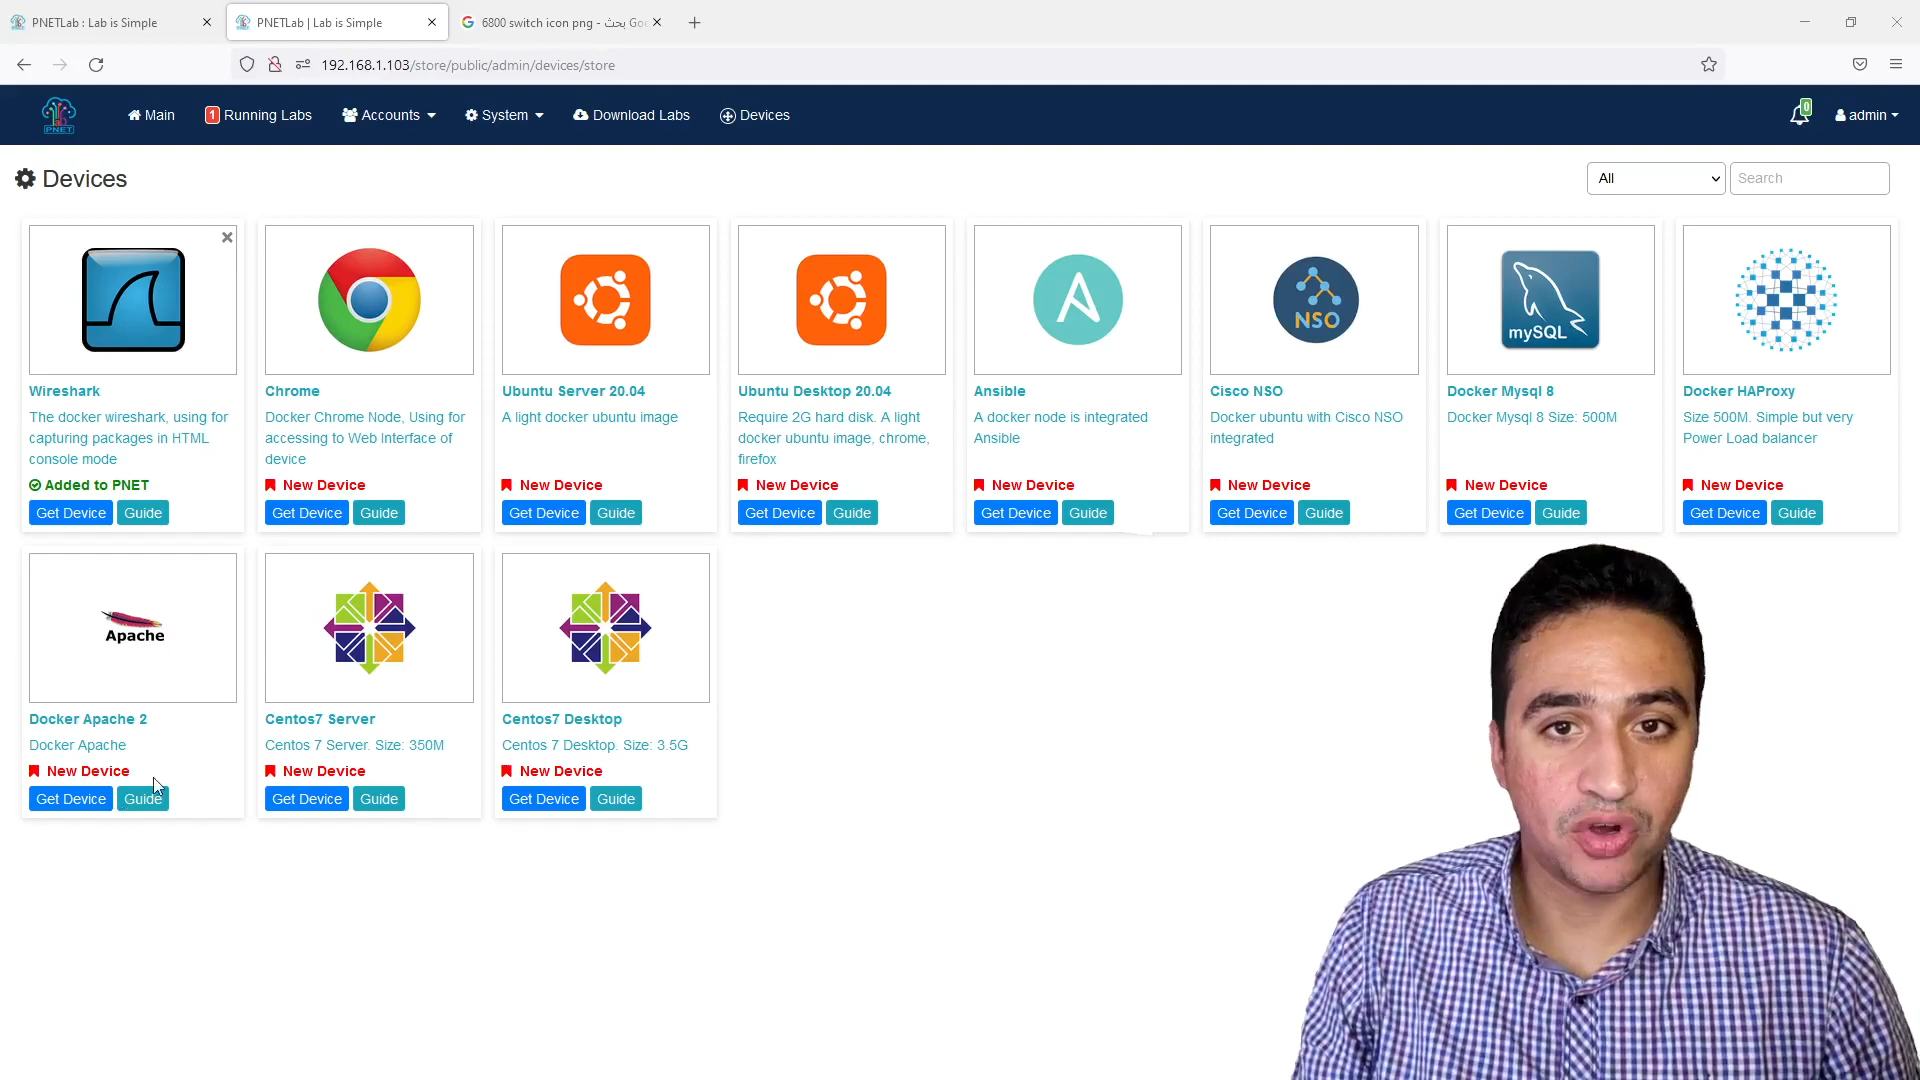 PNETLab : Lab is Simple
PNETLab | Lab is Simple
6800 switch icon png - بحث Goo
192.168.1.103/store/public/admin/devices/store
PNET
Main
1 Running Labs
Accounts
System
Download Labs
Devices
0
admin
Devices
All
Search
NSO
mySQL
Wireshark
The docker wireshark, using for
capturing packages in HTML
console mode
Added to PNET
Get Device Guide
Chrome
Docker Chrome Node, Using for
accessing to Web Interface of
device
New Device
Get Device Guide
Ubuntu Server 20.04
A light docker ubuntu image
New Device
Get Device Guide
Ubuntu Desktop 20.04
Require 2G hard disk. A light
docker ubuntu image, chrome,
firefox
New Device
Get Device Guide
Ansible
A docker node is integrated
Ansible
New Device
Get Device Guide
Cisco NSO
Docker ubuntu with Cisco NSO
integrated
New Device
Get Device Guide
Docker Mysql 8
Docker Mysql 8 Size: 500M
New Device
Get Device Guide
Docker HAProxy
Size 500M. Simple but very
Power Load balancer
New Device
Get Device Guide
Apache
Docker Apache 2
Docker Apache
New Device
Get Device Guide
Centos7 Server
Centos 7 Server. Size: 350M
New Device
Get Device Guide
Centos7 Desktop
Centos 7 Desktop. Size: 3.5G
New Device
Get Device Guide